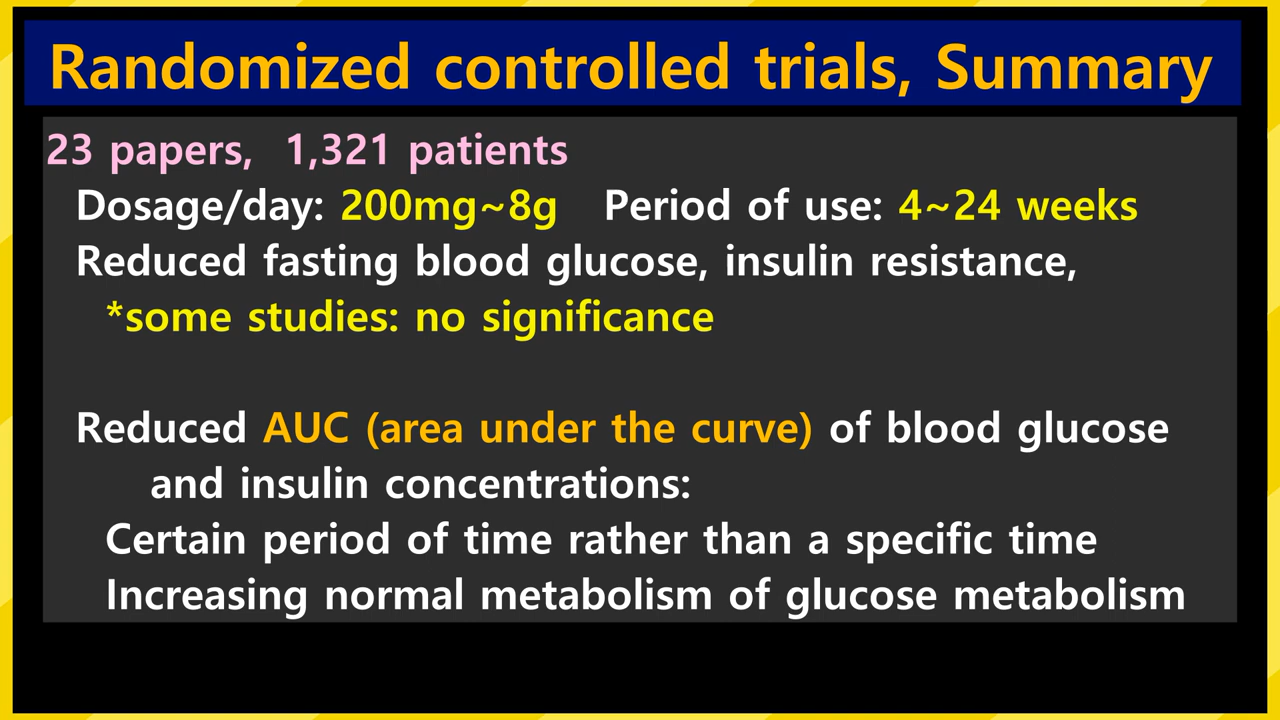 Randomized controlled trials, Summary
23 papers, 1,321 patients
Dosage/day: 200mg~8g Period of use: 4~24 weeks
Reduced fasting blood glucose, insulin resistance,
*some studies: no significance
Reduced AUC (area under the curve) of blood glucose
and insulin concentrations:
Certain period of time rather than a specific time
Increasing normal metabolism of glucose metabolism